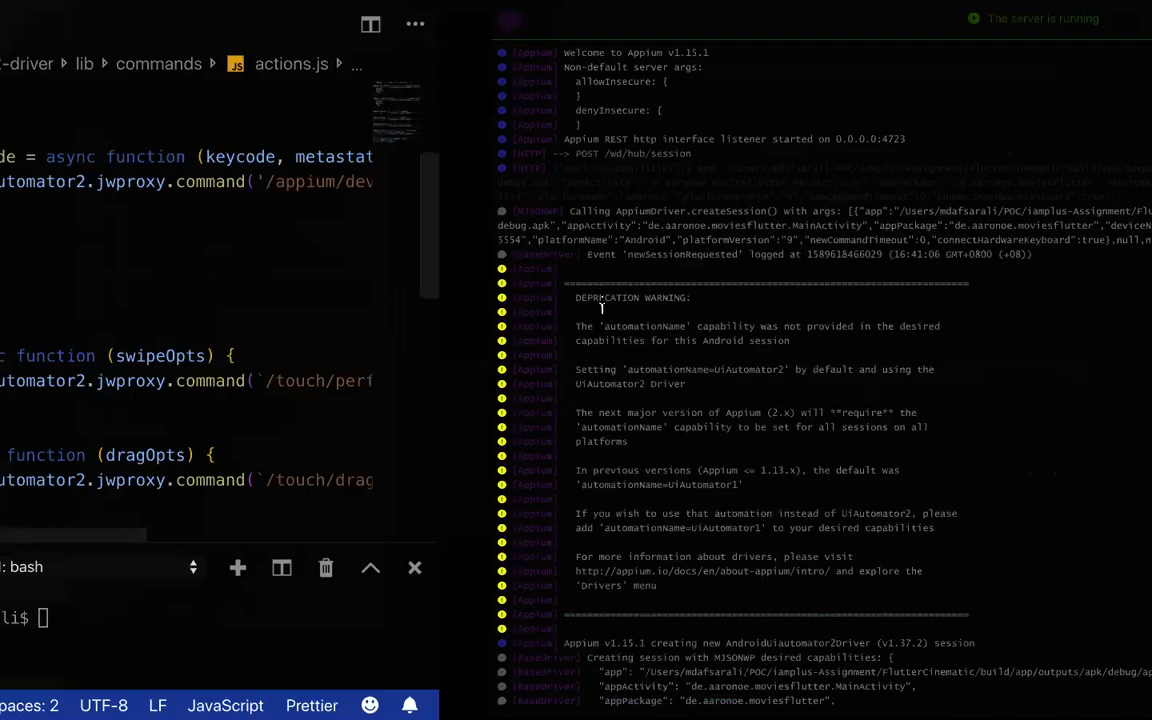 -driver › lib › commands › JS actions.js › ...
de = async function (keycode, metastat
utomator2.jwproxy.command('/appium/dev
c function (swipeOpts) {
utomator2.jwproxy.command(`/touch/perf
function (dragOpts) {
utomator2.jwproxy.command(`/touch/drag
: bash
li$
paces: 2 UTF-8 LF JavaScript Prettier
The server is running
[Appium] Welcome to Appium v1.15.1
[Appium] Non-default server args:
[Appium] allowInsecure: {
[Appium] }
[Appium] denyInsecure: {
[Appium] }
[Appium] Appium REST http interface listener started on 0.0.0.0:4723
[HTTP] --> POST /wd/hub/session
[HTTP]
[MJSONWP] Calling AppiumDriver.createSession() with args: [{"app":"/Users/mdafsarali/POC/iamplus-Assignment/Flu
debug.apk","appActivity":"de.aaronoe.moviesflutter.MainActivity","appPackage":"de.aaronoe.moviesflutter","deviceN
5554","platformName":"Android","platformVersion":"9","newCommandTimeout":0,"connectHardwareKeyboard":true},null,n
[BaseDriver] Event 'newSessionRequested' logged at 1589618466029 (16:41:06 GMT+0800 (+08))
[Appium]
[Appium] ======================================================================
[Appium] DEPRECATION WARNING:
[Appium]
[Appium] The 'automationName' capability was not provided in the desired
[Appium] capabilities for this Android session
[Appium]
[Appium] Setting 'automationName=UiAutomator2' by default and using the
[Appium] UiAutomator2 Driver
[Appium]
[Appium] The next major version of Appium (2.x) will **require** the
[Appium] 'automationName' capability to be set for all sessions on all
[Appium] platforms
[Appium]
[Appium] In previous versions (Appium <= 1.13.x), the default was
[Appium] 'automationName=UiAutomator1'
[Appium]
[Appium] If you wish to use that automation instead of UiAutomator2, please
[Appium] add 'automationName=UiAutomator1' to your desired capabilities
[Appium]
[Appium] For more information about drivers, please visit
[Appium] http://appium.io/docs/en/about-appium/intro/ and explore the
[Appium] 'Drivers' menu
[Appium]
[Appium] ======================================================================
[Appium]
[Appium] Appium v1.15.1 creating new AndroidUiautomator2Driver (v1.37.2) session
[BaseDriver] Creating session with MJSONWP desired capabilities: {
[BaseDriver] "app": "/Users/mdafsarali/POC/iamplus-Assignment/FlutterCinematic/build/app/outputs/apk/debug/ap
[BaseDriver] "appActivity": "de.aaronoe.moviesflutter.MainActivity",
[BaseDriver] "appPackage": "de.aaronoe.moviesflutter",